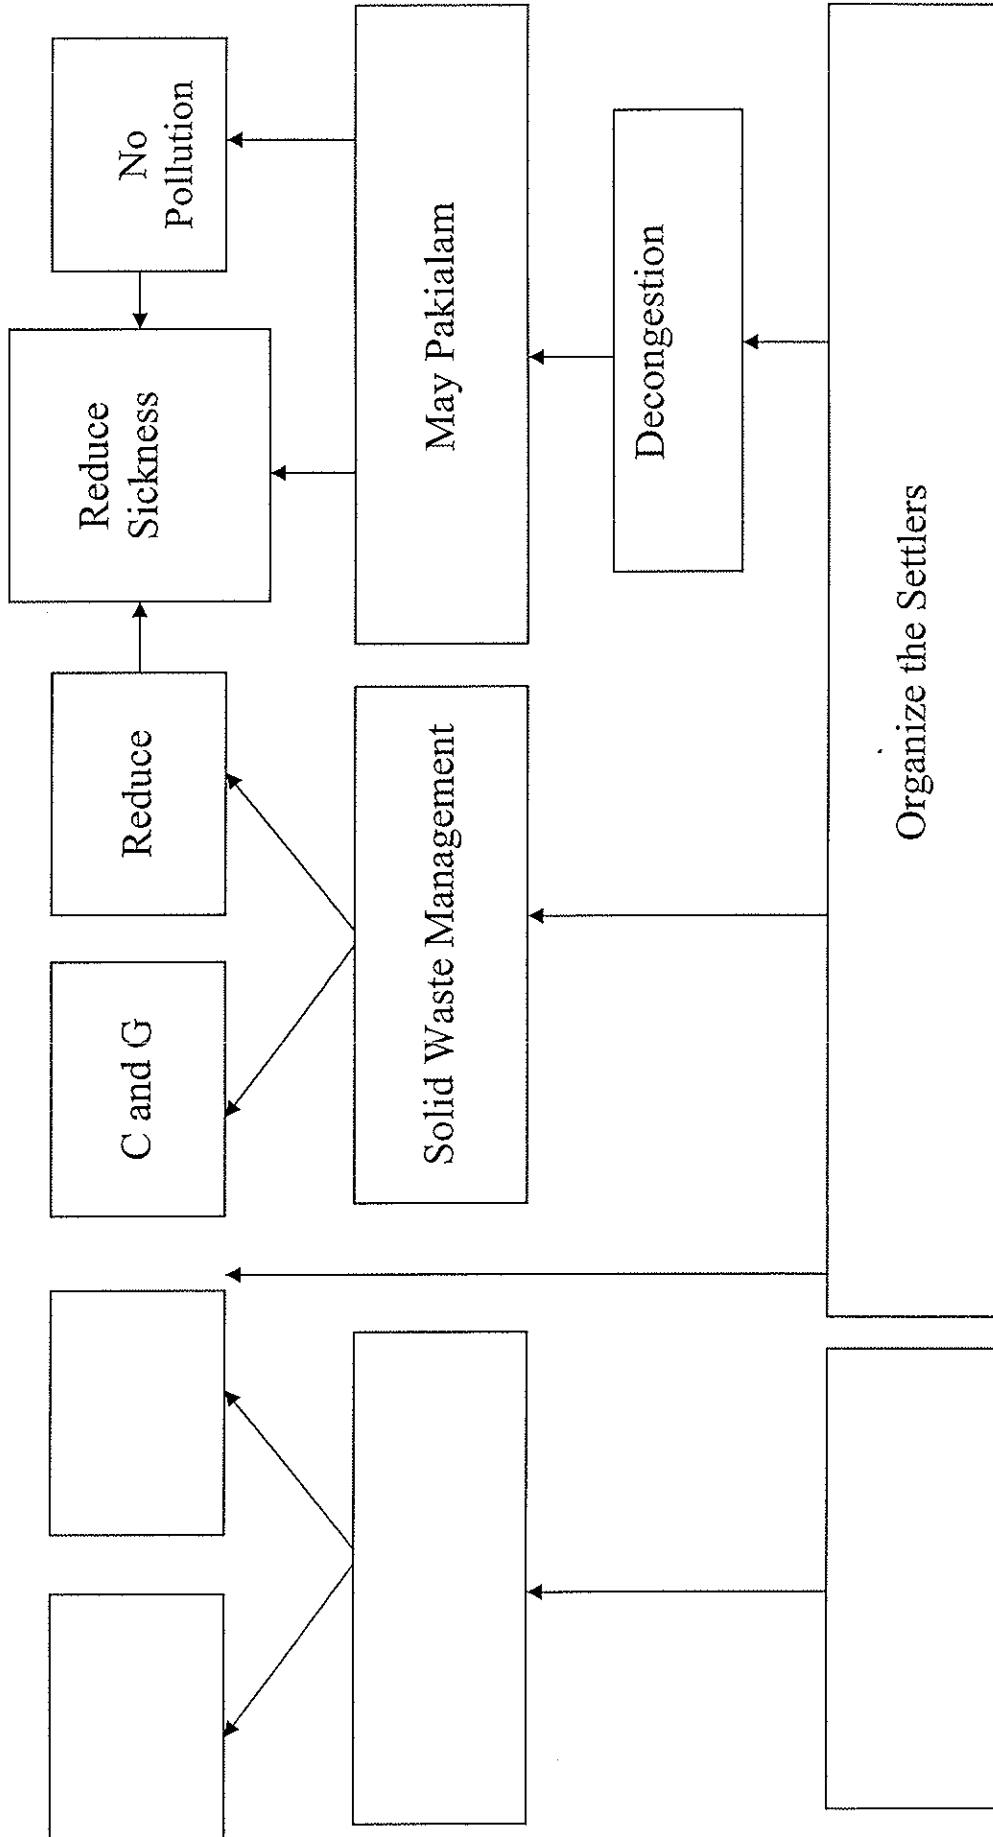 C and G
Reduce
Reduce
Sickness
No
Pollution
Solid Waste Management
May Pakialam
Decongestion
Organize the Settlers